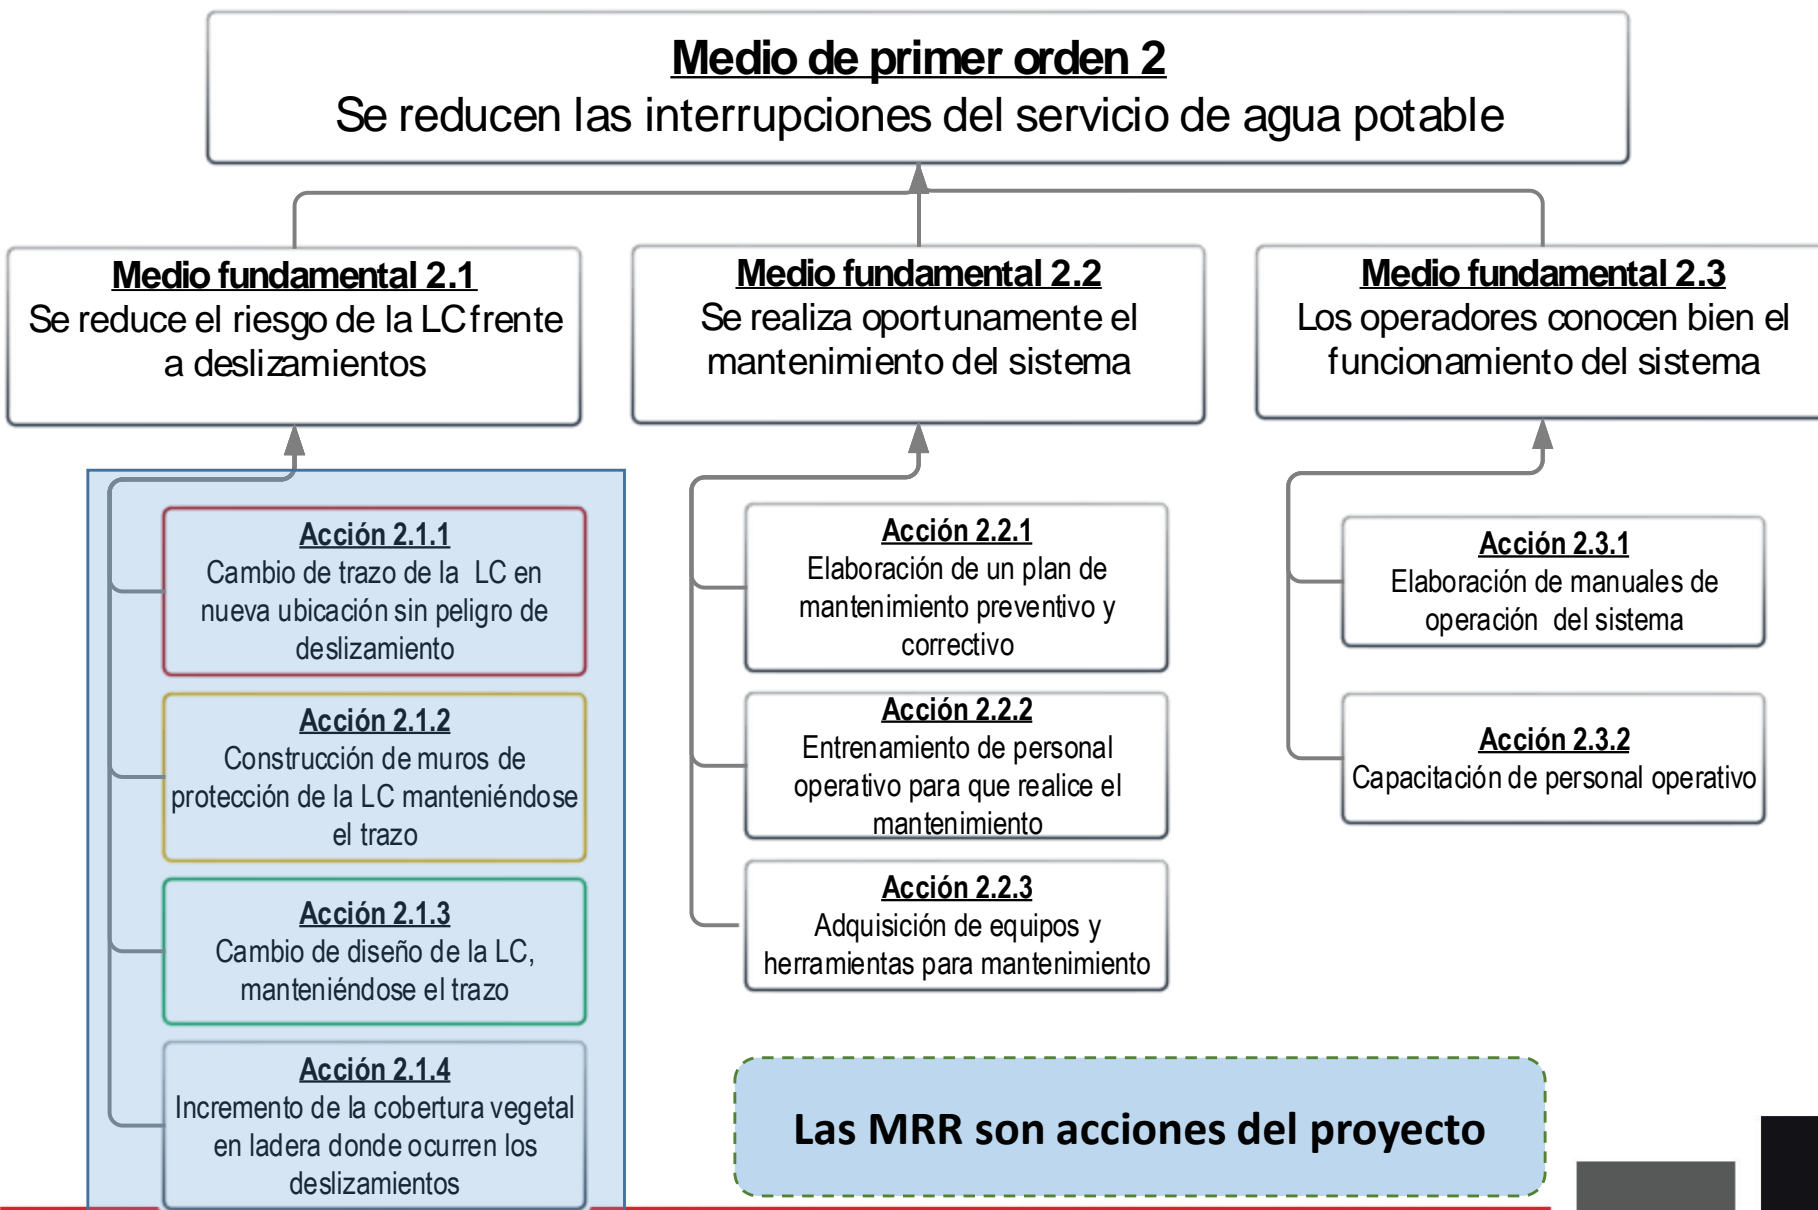 Medio de primer orden 2
Se reducen las interrupciones del servicio de agua potable
Medio fundamental 2.1
Se reduce el riesgo de la LC frente
a deslizamientos
Acción 2.1.1
Cambio de trazo de la LC en
nueva ubicación sin peligro de
deslizamiento
Acción 2.1.2
Construcción de muros de
protección de la LC manteniéndose
el trazo
Acción 2.1.3
Cambio de diseño de la LC,
manteniéndose el trazo
Acción 2.1.4
Incremento de la cobertura vegetal
en ladera donde ocurren los
deslizamientos
Medio fundamental 2.2
Se realiza oportunamente el
mantenimiento del sistema
Acción 2.2.1
Elaboración de un plan de
mantenimiento preventivo y
correctivo
Acción 2.2.2
Entrenamiento de personal
operativo para que realice el
mantenimiento
Acción 2.2.3
Adquisición de equipos y
herramientas para mantenimiento
Medio fundamental 2.3
Los operadores conocen bien el
funcionamiento del sistema
Acción 2.3.1
Elaboración de manuales de
operación del sistema
Acción 2.3.2
Capacitación de personal operativo
Las MRR son acciones del proyecto